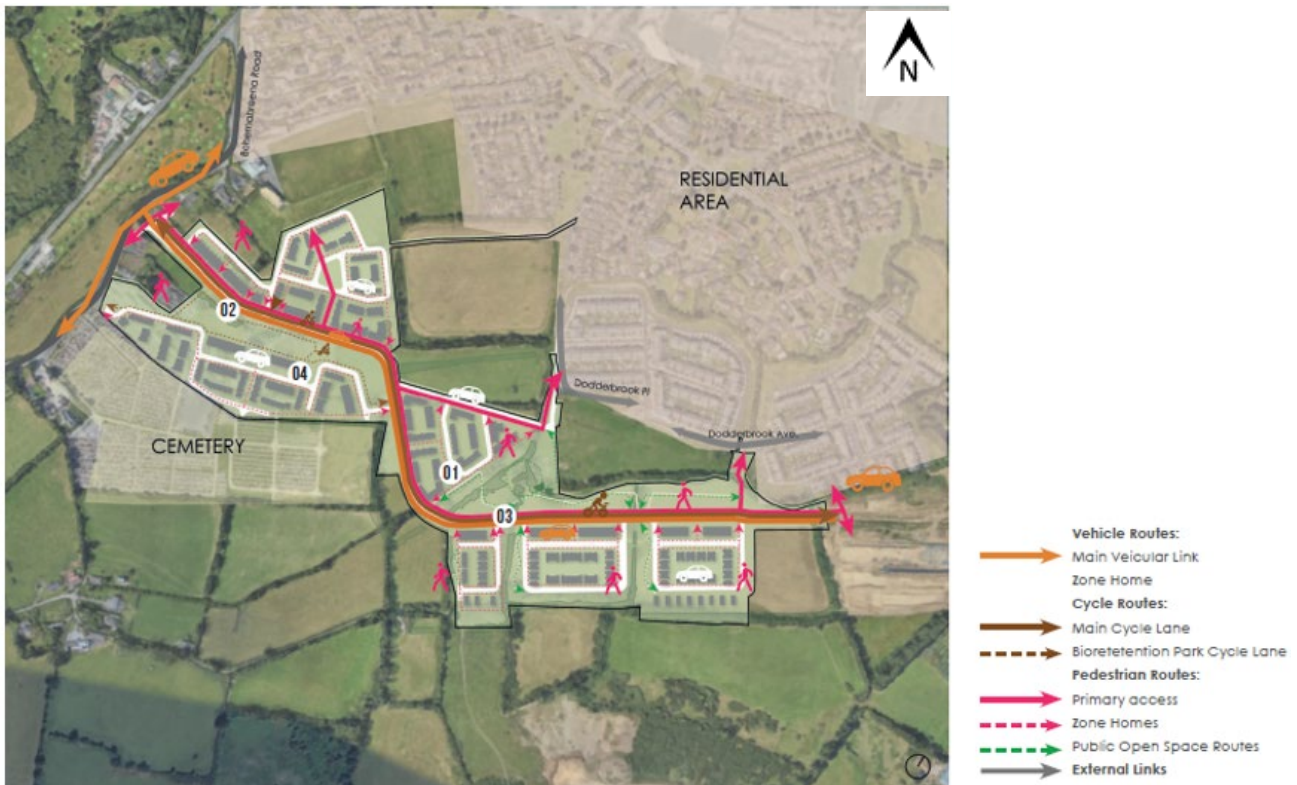 N
Bohernabreena Road
RESIDENTIAL
AREA
02
04
Dodderbrook Pl
CEMETERY
Dodderbrook Ave.
01
03
Vehicle Routes:
Main Veicular Link
Zone Home
Cycle Routes:
Main Cycle Lane
Bioretetention Park Cycle Lane
Pedestrian Routes:
Primary access
Zone Homes
Public Open Space Routes
External Links